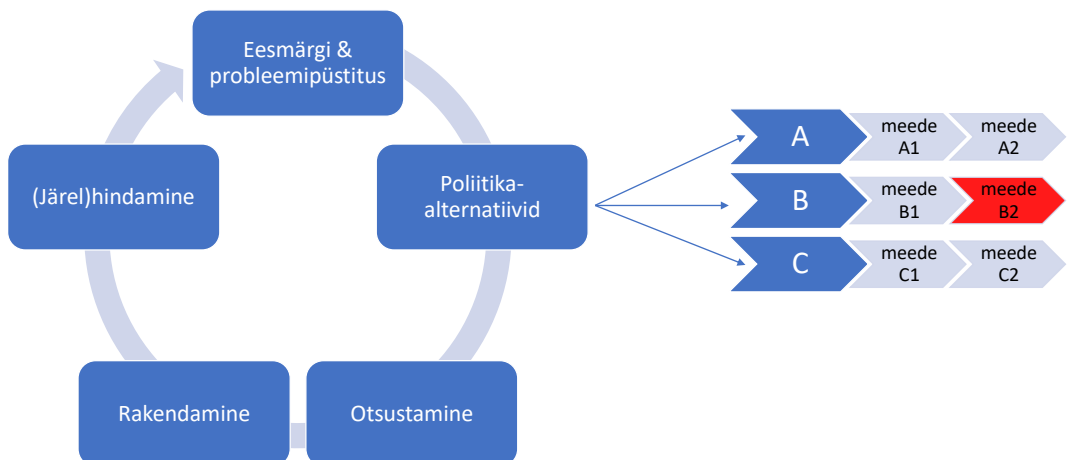 Eesmärgi &
probleemipüstitus
Poliitika-
alternatiivid
Otsustamine
Rakendamine
(Järel)hindamine
A
meede
A1
meede
A2
B
meede
B1
meede
B2
C
meede
C1
meede
C2